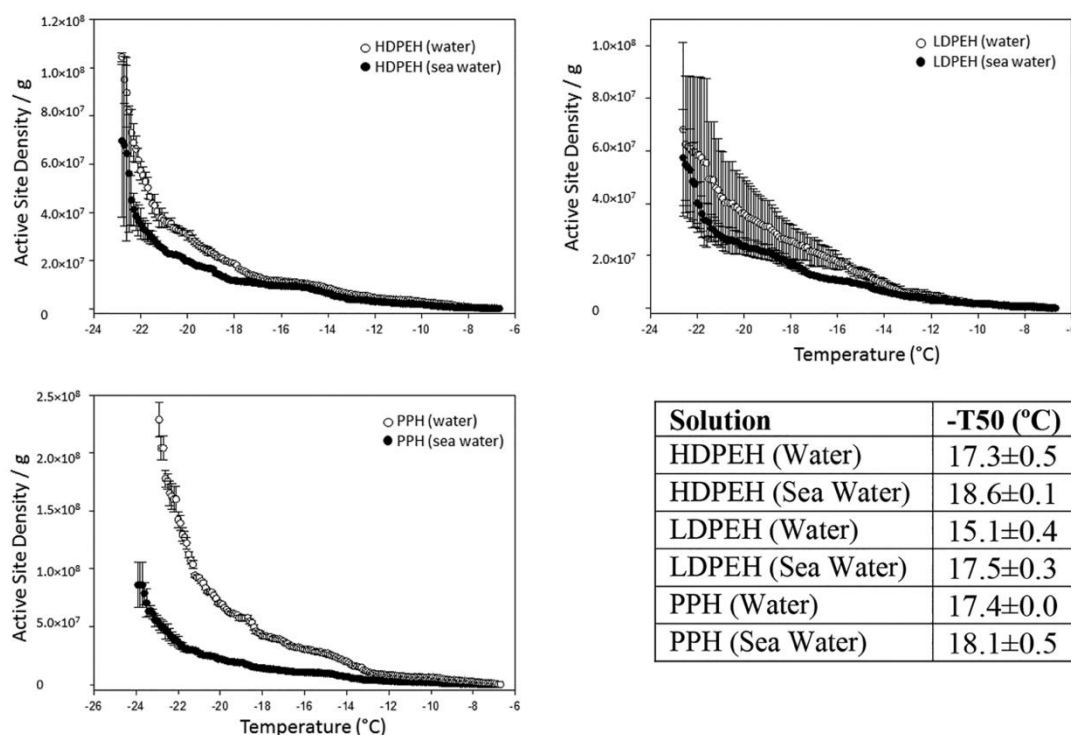 1.2×10⁸
1.0×10⁸
8.0×10⁷
6.0×10⁷
4.0×10⁷
2.0×10⁷
0
Active Site Density / g
HDPEH (water)
HDPEH (sea water)
-24 -22 -20 -18 -16 -14 -12 -10 -8 -6
1.0×10⁸
8.0×10⁷
6.0×10⁷
4.0×10⁷
2.0×10⁷
0
Active Site Density / g
LDPEH (water)
LDPEH (sea water)
-24 -22 -20 -18 -16 -14 -12 -10 -8 -6
Temperature (°C)
2.5×10⁸
2.0×10⁸
1.5×10⁸
1.0×10⁸
5.0×10⁷
0
Active Site Density / g
PPH (water)
PPH (sea water)
-26 -24 -22 -20 -18 -16 -14 -12 -10 -8 -6
Temperature (°C)
Solution -T50 (ºC)
HDPEH (Water) 17.3±0.5
HDPEH (Sea Water) 18.6±0.1
LDPEH (Water) 15.1±0.4
LDPEH (Sea Water) 17.5±0.3
PPH (Water) 17.4±0.0
PPH (Sea Water) 18.1±0.5